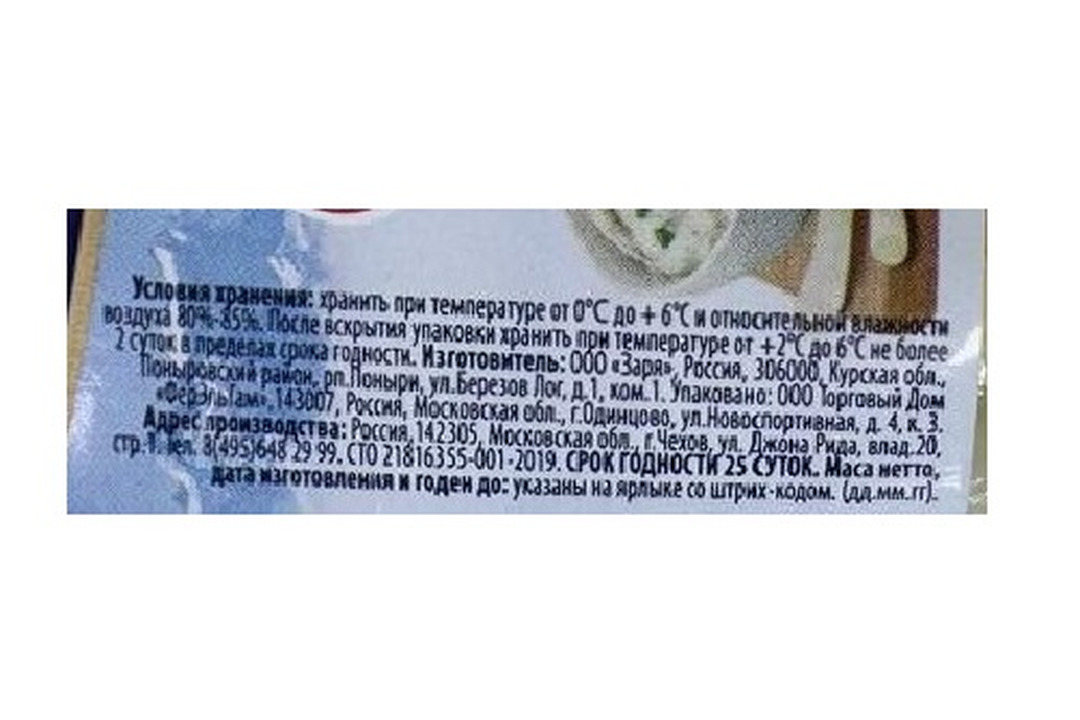 Условия хранения: хранить при температуре от 0°С до + 6°С и относительной влажности
воздуха 80%-85%. После вскрытия упаковки хранить при температуре от +2°С до 6°С не более
2 суток в пределах срока годности. Изготовитель: ООО «Заря», Россия, 306000, Курская обл.,
Поныровский район, рп.Поныри, ул.Березов Лог, д.1, ком.1. Упаковано: ООО Торговый Дом
«ФерЭльГам», 143007, Россия, Московская обл., г.Одинцово, ул.Новоспортивная, д. 4, к. 3.
Адрес производства: Россия, 142305, Московская обл., г.Чехов, ул. Джона Рида, влад.20,
стр.1. Тел. 8(495)648 29 99. СТО 21816355-001-2019. СРОК ГОДНОСТИ 25 СУТОК. Масса нетто,
дата изготовления и годен до: указаны на ярлыке со штрих-кодом. (дд.мм.гг).